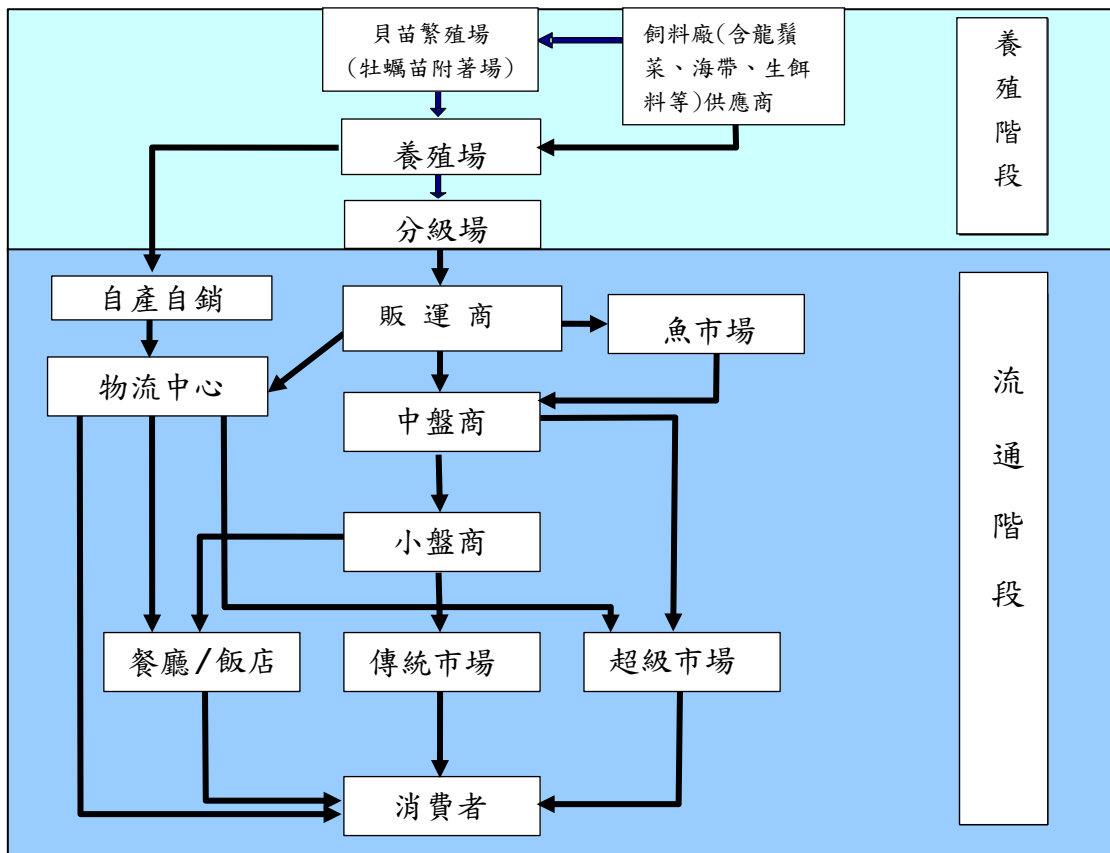 貝苗繁殖場
(牡蠣苗附著場)
飼料廠(含龍鬚
菜、海帶、生餌
料等)供應商
養殖階段
養殖場
分級場
自產自銷
販運商
魚市場
物流中心
中盤商
流通階段
小盤商
餐廳/飯店
傳統市場
超級市場
消費者